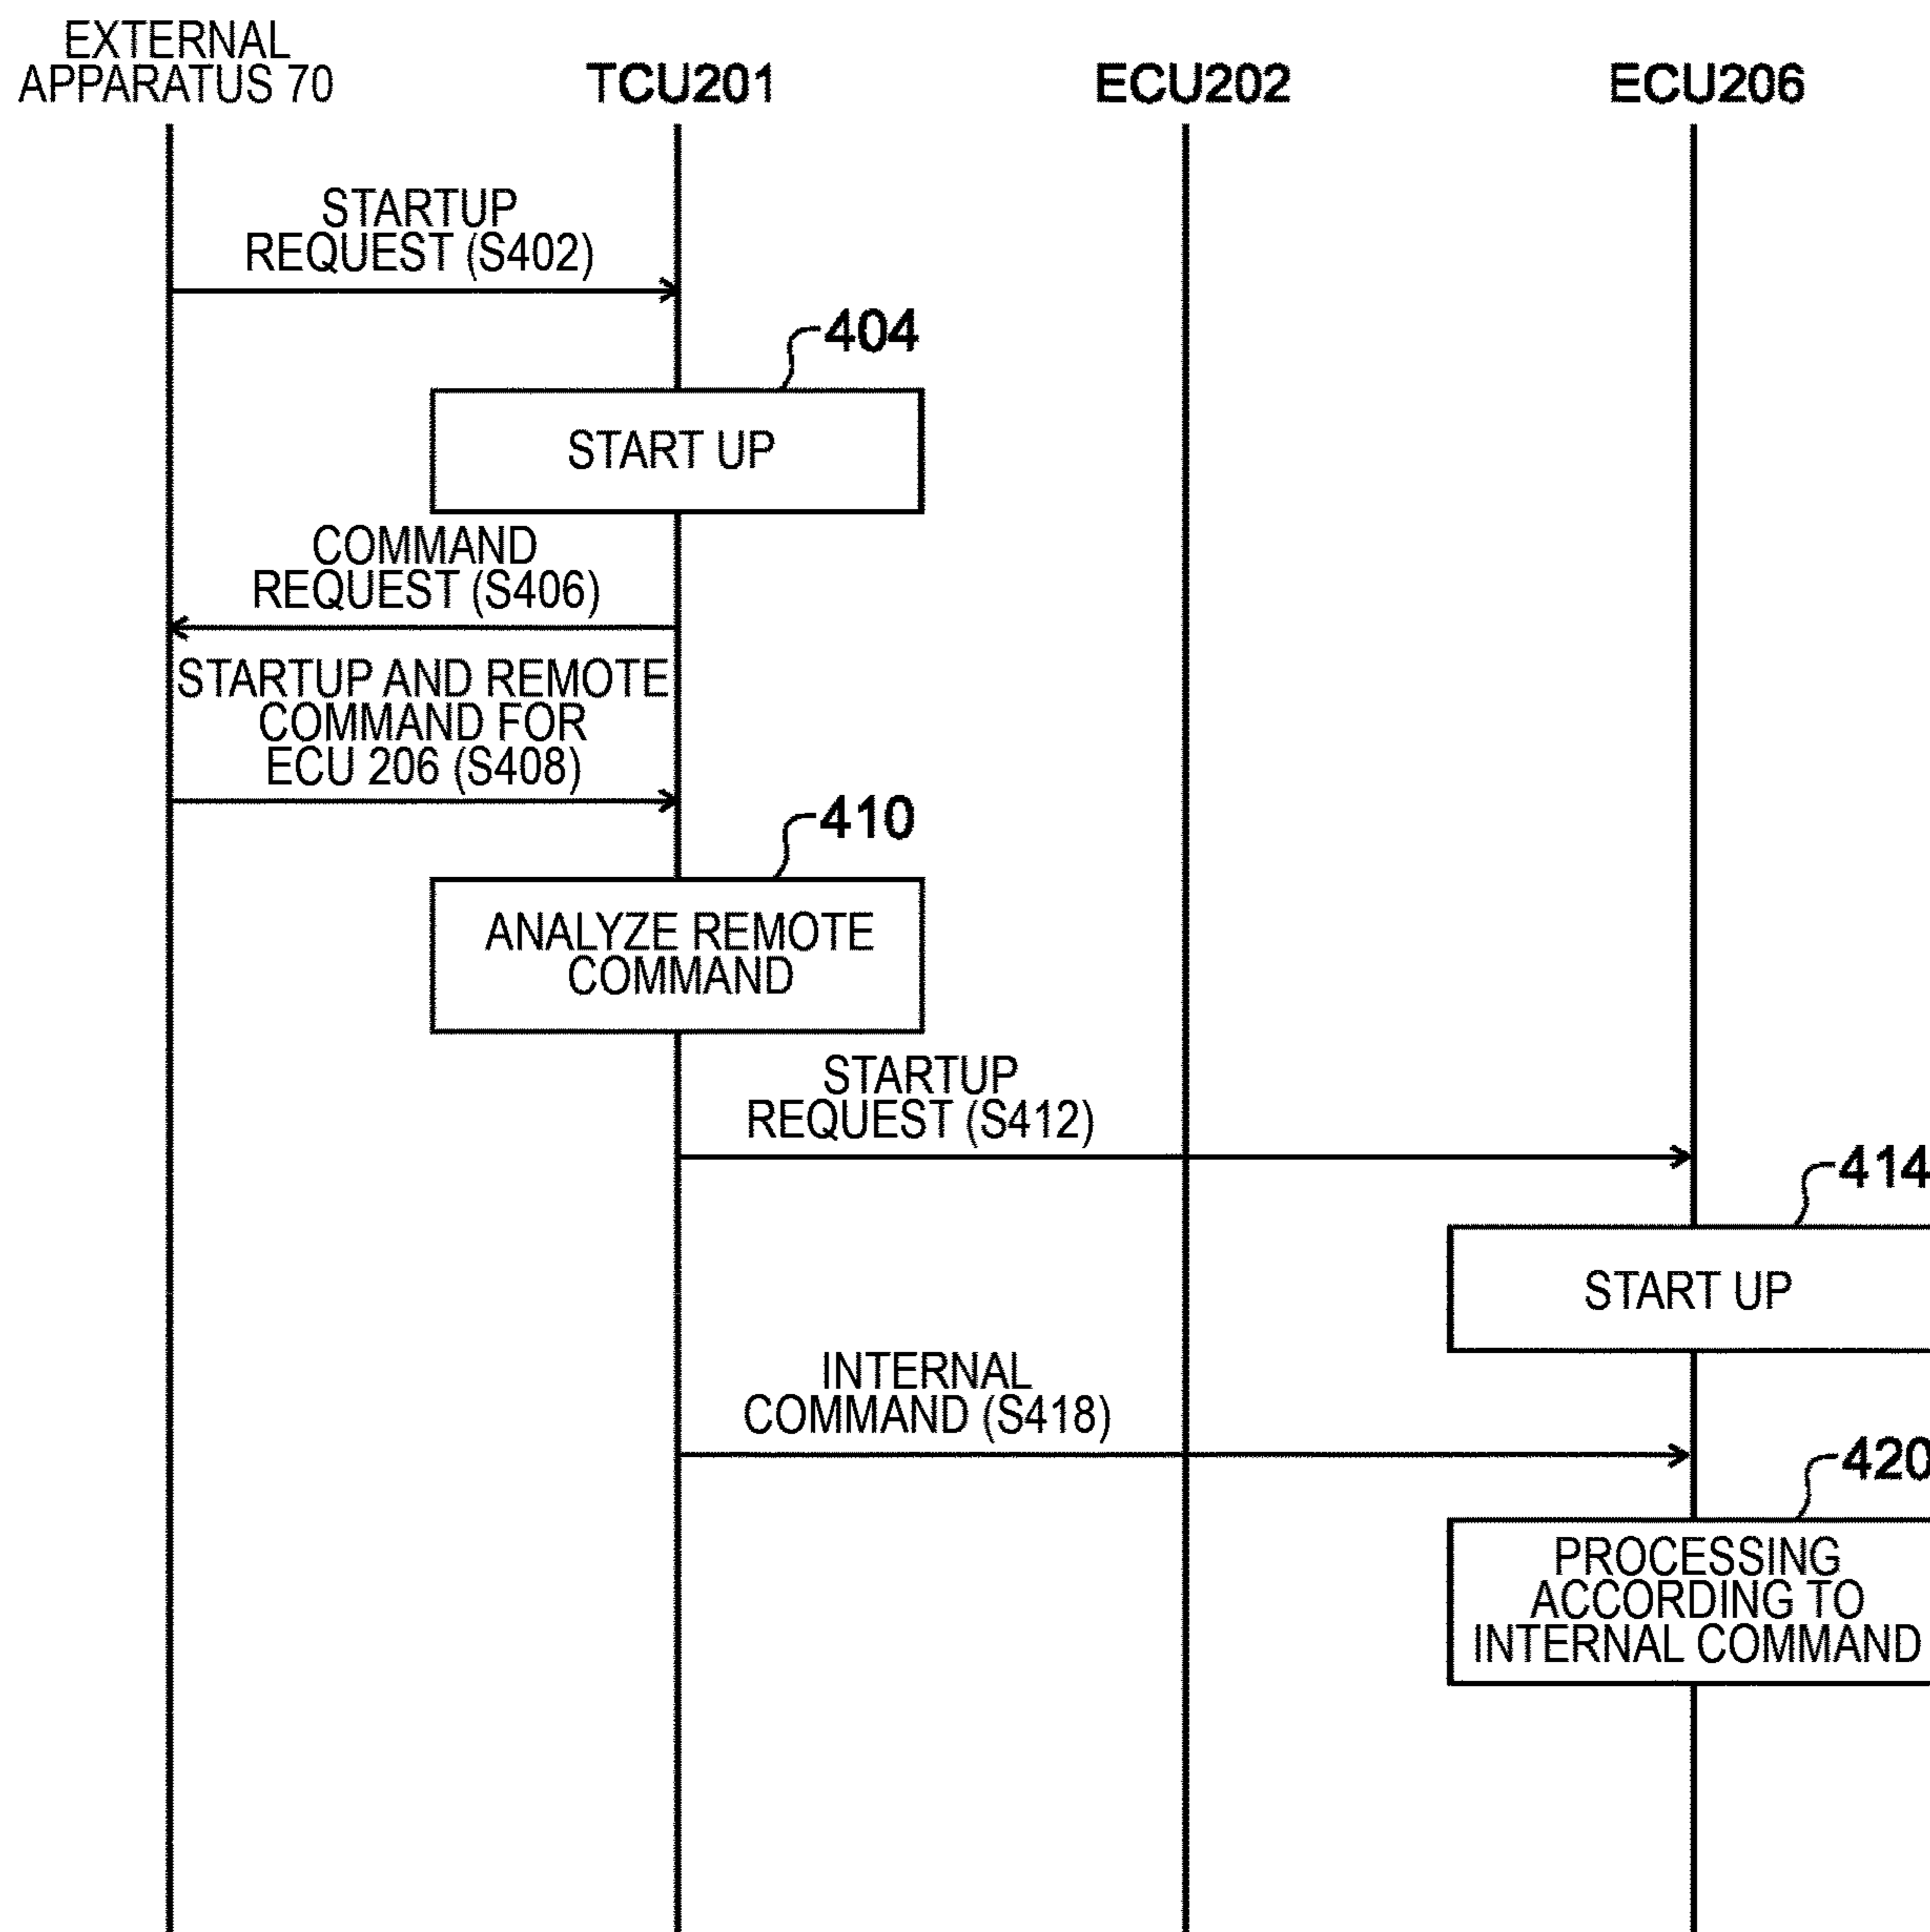 EXTERNAL
APPARATUS 70
TCU201
ECU202
ECU206
STARTUP
REQUEST (S402)
404
START UP
COMMAND
REQUEST (S406)
STARTUP AND REMOTE
COMMAND FOR
ECU 206 (S408)
410
ANALYZE REMOTE
COMMAND
STARTUP
REQUEST (S412)
414
START UP
INTERNAL
COMMAND (S418)
420
PROCESSING
ACCORDING TO
INTERNAL COMMAND